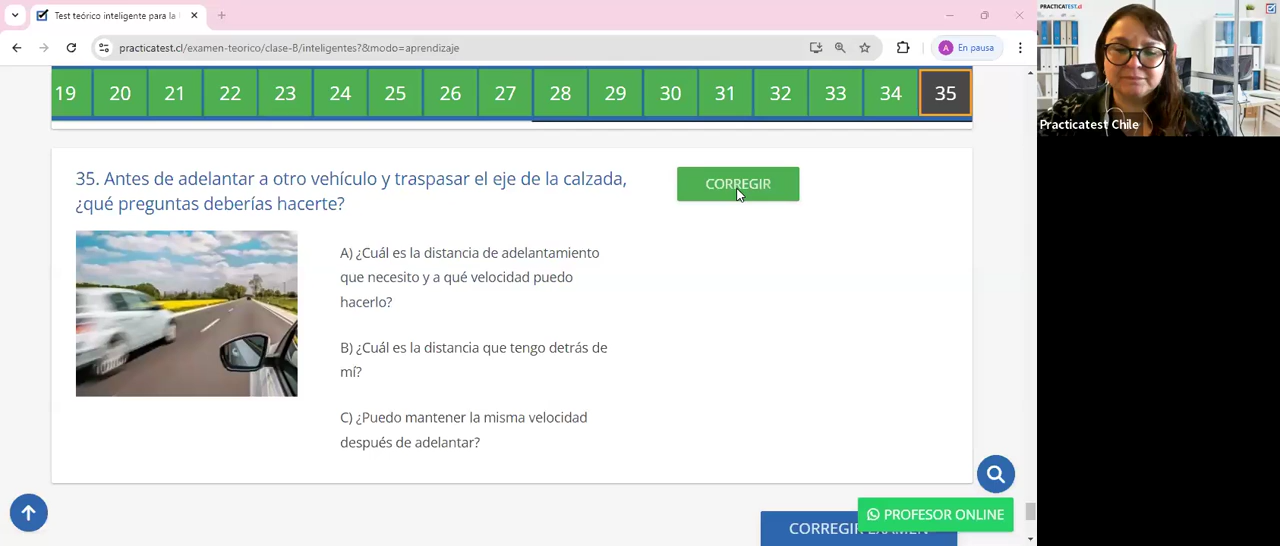 Test teórico inteligente para la
practicatest.cl/examen-teorico/clase-B/inteligentes?&modo=aprendizaje
A
En pausa
PRACTICATEST.cl
Practicatest Chile
19 20 21 22 23 24 25 26 27 28 29 30 31 32 33 34 35
35. Antes de adelantar a otro vehículo y traspasar el eje de la calzada,
¿qué preguntas deberías hacerte?
CORREGIR
A) ¿Cuál es la distancia de adelantamiento
que necesito y a qué velocidad puedo
hacerlo?
B) ¿Cuál es la distancia que tengo detrás de
mí?
C) ¿Puedo mantener la misma velocidad
después de adelantar?
PROFESOR ONLINE
CORREGIR EXAMEN